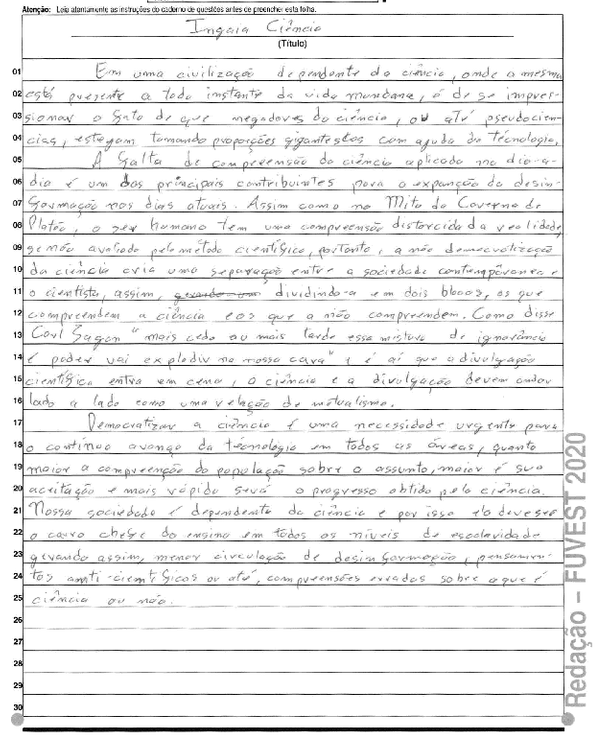 Atenção: Leia atentamente as instruções do caderno de questões antes de preencher esta folha.
Ingaia Ciência
(Título)
01 Em uma civilização dependente da ciência, onde a mesma
02 está presente a todo instante da vida mundana, é de se impres-
03 sionar o fato de que negadores da ciência, ou até pseudociên-
04 cias, estejam tomando proporções gigantescas com ajuda da tecnologia.
05 A falta de compreensão da ciência aplicada no dia-a-
06 dia é um dos principais contribuintes para a expanção da desin-
07 formação nos dias atuais. Assim como no Mito da Caverna de
08 Platão, o ser humano tem uma compreensão distorcida da realidade
09 se não avaliado pelo método científico, portanto, a não democratização
10 da ciência cria uma separação entre a sociedade contemporânea e
11 o cientista, assim, dividindo-a em dois blocos, os que
12 compreendem a ciência e os que a não compreendem. Como disse
13 Carl Sagan "mais cedo ou mais tarde essa mistura de ignorância
14 e poder vai explodir na nossa cara" e é aí que a divulgação
15 científica entra em cena, a ciência e a divulgação devem andar
16 lado a lado como uma relação de mutualismo.
17 Democratizar a ciência é uma necessidade urgente para
18 o contínuo avanço da técnologia em todas as áreas, quanto
19 maior a compreenção da população sobre o assunto, maior é sua
20 aceitação e mais rápido será o progresso obtido pela ciência.
21 Nossa sociedade é dependente da ciência e por isso ela deve ser
22 o carro chefe do ensino em todos os níveis de escolaridade
23 gerando assim, menor circulação de desinformação, pensamen-
24 tos anti-científicos ou até, compreensões erradas sobre o que é
25 ciência ou não.
26
27
28
29
30
Redação – FUVEST 2020